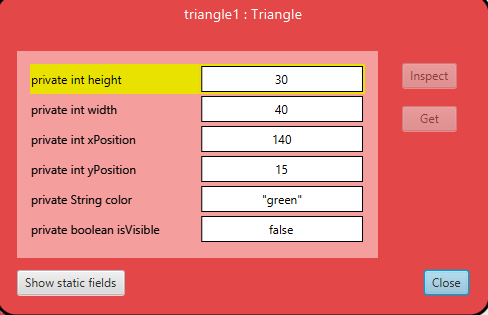 triangle1 : Triangle
private int height 30
private int width 40
private int xPosition 140
private int yPosition 15
private String color "green"
private boolean isVisible false
Inspect
Get
Show static fields
Close